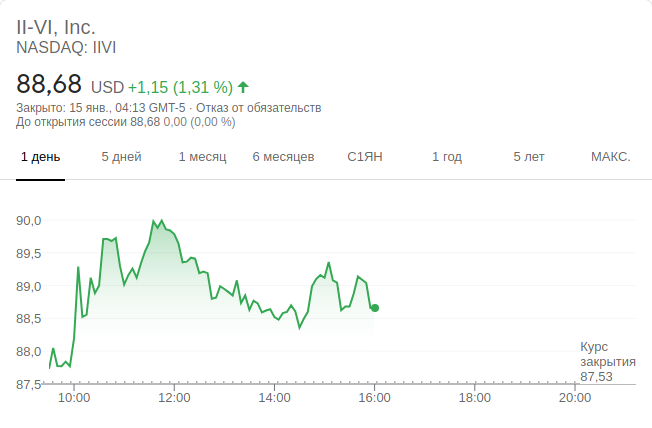 II-VI, Inc.
NASDAQ: IIVI
88,68 USD +1,15 (1,31 %)
Закрыто: 15 янв., 04:13 GMT-5 · Отказ от обязательств
До открытия сессии 88,68 0,00 (0,00 %)
1 день 5 дней 1 месяц 6 месяцев С1ЯН 1 год 5 лет МАКС.
90,0
89,5
89,0
88,5
88,0
Курс
закрытия
87,53
87,5
10:00 12:00 14:00 16:00 18:00 20:00